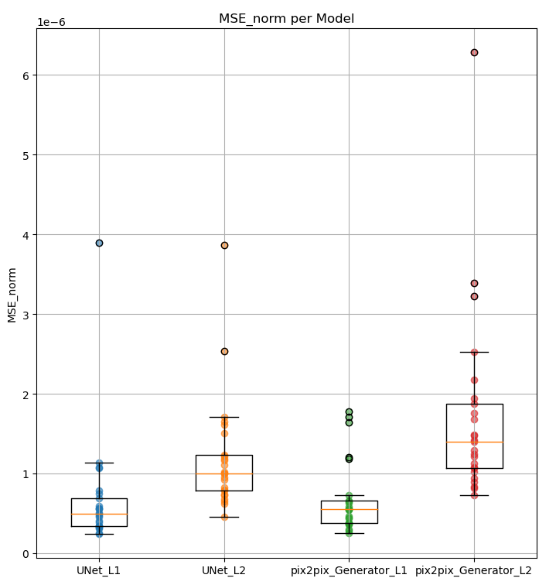 MSE_norm per Model
1e−6
6
5
4
3
2
1
0
MSE_norm
UNet_L1 UNet_L2 pix2pix_Generator_L1 pix2pix_Generator_L2